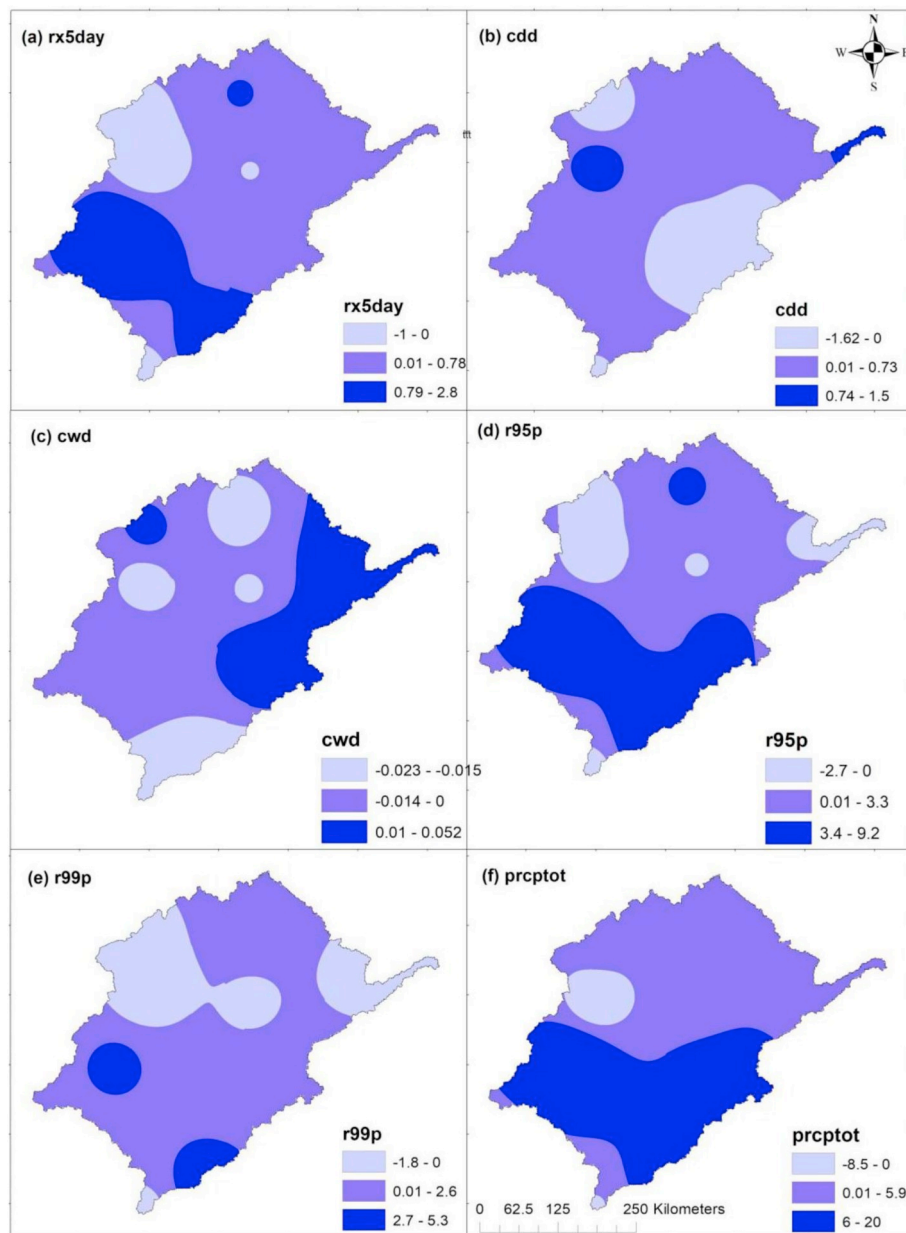 (a) rx5day
rx5day
-1 - 0
0.01 - 0.78
0.79 - 2.8
(b) cdd
N
W
E
S
cdd
-1.62 - 0
0.01 - 0.73
0.74 - 1.5
(c) cwd
cwd
-0.023 - -0.015
-0.014 - 0
0.01 - 0.052
(d) r95p
r95p
-2.7 - 0
0.01 - 3.3
3.4 - 9.2
(e) r99p
r99p
-1.8 - 0
0.01 - 2.6
2.7 - 5.3
(f) prcptot
prcptot
-8.5 - 0
0.01 - 5.9
6 - 20
0 62.5 125 250 Kilometers